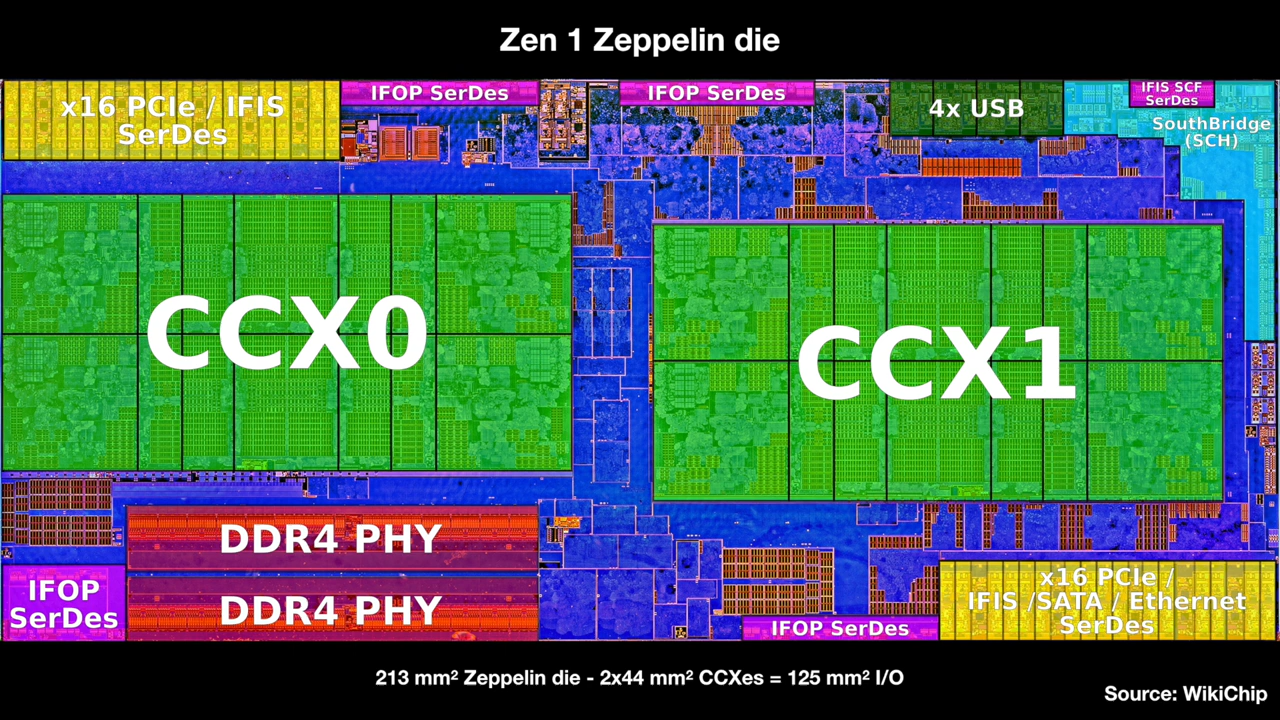 Zen 1 Zeppelin die
x16 PCIe / IFIS
SerDes
IFOP SerDes
IFOP SerDes
4x USB
IFIS SCF
SerDes
SouthBridge
(SCH)
CCX0
CCX1
DDR4 PHY
DDR4 PHY
IFOP
SerDes
x16 PCIe /
IFIS /SATA / Ethernet
SerDes
IFOP SerDes
213 mm² Zeppelin die - 2x44 mm² CCXes = 125 mm² I/O
Source: WikiChip